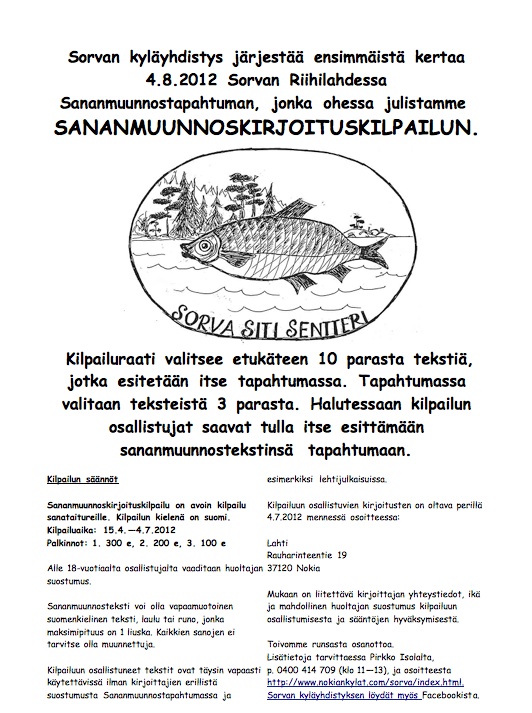 Sorvan kyläyhdistys järjestää ensimmäistä kertaa
4.8.2012 Sorvan Riihilahdessa
Sananmuunnostapahtuman, jonka ohessa julistamme
SANANMUUNNOSKIRJOITUSKILPAILUN.
SORVA SITI SENTTERI
Kilpailuraati valitsee etukäteen 10 parasta tekstiä,
jotka esitetään itse tapahtumassa. Tapahtumassa
valitaan teksteistä 3 parasta. Halutessaan kilpailun
osallistujat saavat tulla itse esittämään
sananmuunnostekstinsä tapahtumaan.
Kilpailun säännöt
Sananmuunnoskirjoituskilpailu on avoin kilpailu
sanataitureille. Kilpailun kielenä on suomi.
Kilpailuaika: 15.4.—4.7.2012
Palkinnot: 1. 300 e, 2. 200 e, 3. 100 e
Alle 18-vuotiaalta osallistujalta vaaditaan huoltajan
suostumus.
Sananmuunnosteksti voi olla vapaamuotoinen
suomenkielinen teksti, laulu tai runo, jonka
maksimipituus on 1 liuska. Kaikkien sanojen ei
tarvitse olla muunnettuja.
Kilpailuun osallistuneet tekstit ovat täysin vapaasti
käytettävissä ilman kirjoittajien erillistä
suostumusta Sananmuunnostapahtumassa ja
esimerkiksi lehtijulkaisuissa.
Kilpailuun osallistuvien kirjoitusten on oltava perillä
4.7.2012 mennessä osoitteessa:
Lahti
Rauharinteentie 19
37120 Nokia
Mukaan on liitettävä kirjoittajan yhteystiedot, ikä
ja mahdollinen huoltajan suostumus kilpailuun
osallistumisesta ja sääntöjen hyväksymisestä.
Toivomme runsasta osanottoa.
Lisätietoja tarvittaessa Pirkko Isolalta,
p. 0400 414 709 (klo 11—13), ja osoitteesta
http://www.nokiankylat.com/sorva/index.html.
Sorvan kyläyhdistyksen löydät myös Facebookista.